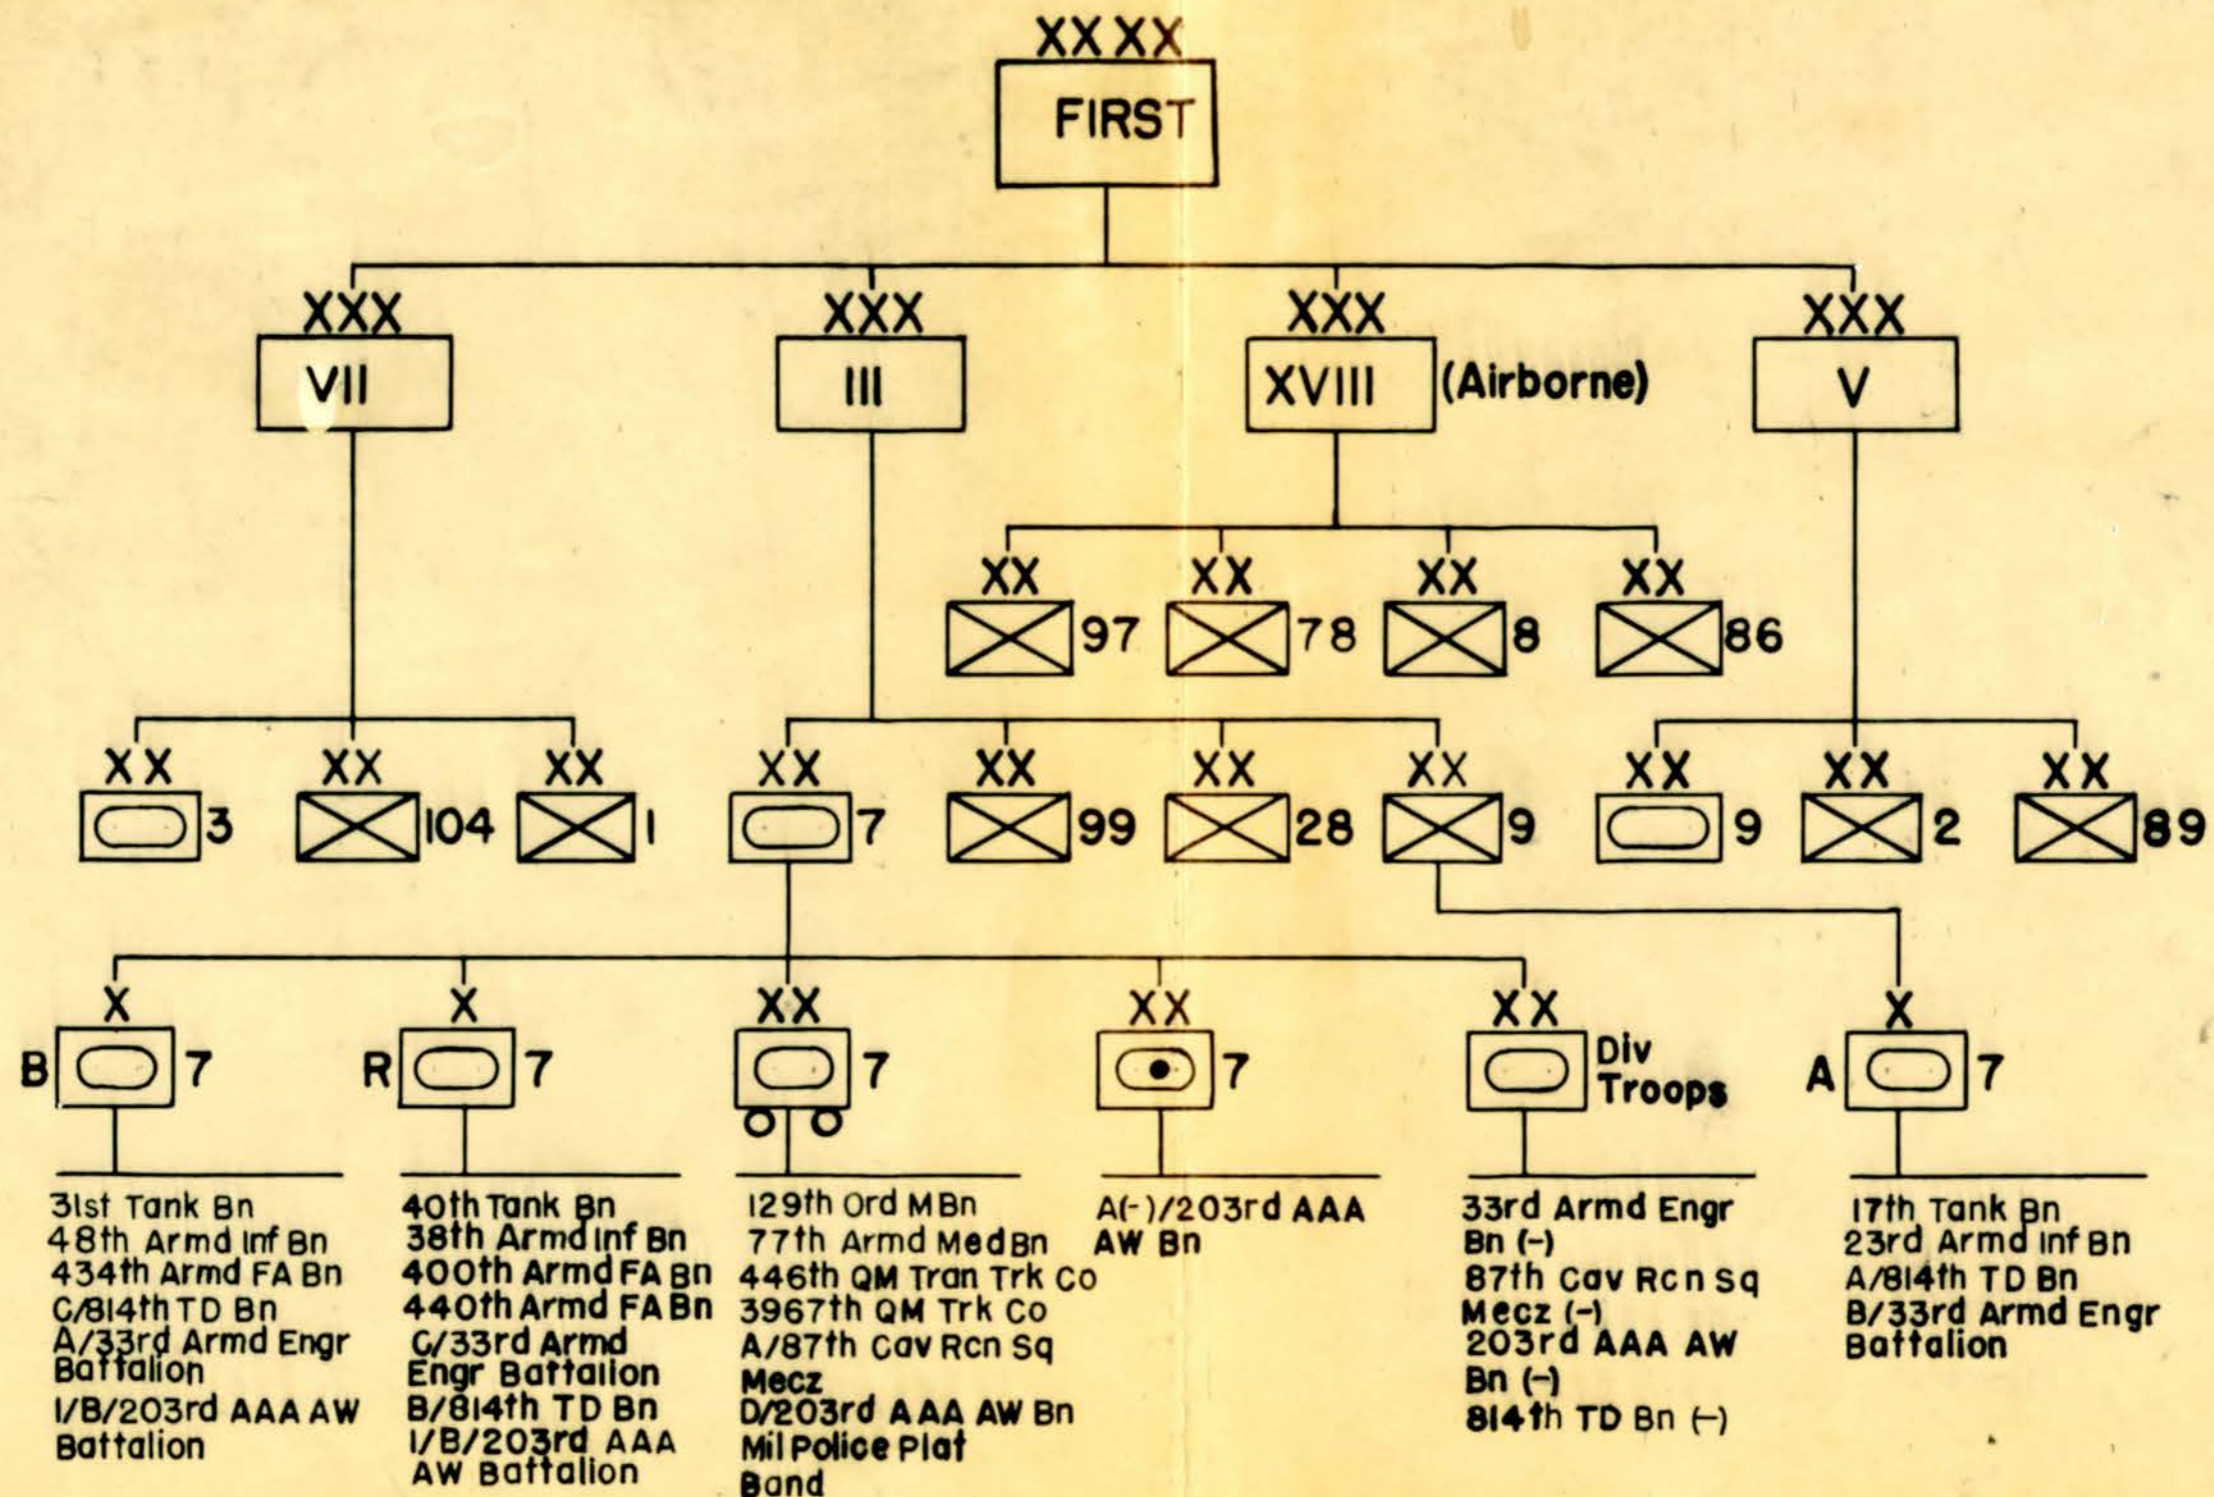 XXXX
FIRST
XXX XXX XXX XXX
VII III XVIII (Airborne) V
XX XX XX XX
97 78 8 86
XX XX XX XX XX XX XX XX XX XX
3 104 1 7 99 28 9 9 2 89
X X XX XX XX X
B 7
R 7
7
7
Div
Troops
A 7
31st Tank Bn
48th Armd Inf Bn
434th Armd FA Bn
C/814th TD Bn
A/33rd Armd Engr
Battalion
1/B/203rd AAA AW
Battalion
40th Tank Bn
38th Armd Inf Bn
400th Armd FA Bn
440th Armd FA Bn
C/33rd Armd
Engr Battalion
B/814th TD Bn
1/B/203rd AAA
AW Battalion
129th Ord M Bn
77th Armd Med Bn
446th QM Tran Trk Co
3967th QM Trk Co
A/87th Cav Rcn Sq
Mecz
D/203rd AAA AW Bn
Mil Police Plat
Band
A(-)/203rd AAA
AW Bn
33rd Armd Engr
Bn (-)
87th Cav Rcn Sq
Mecz (-)
203rd AAA AW
Bn (-)
814th TD Bn (-)
17th Tank Bn
23rd Armd Inf Bn
A/814th TD Bn
B/33rd Armd Engr
Battalion